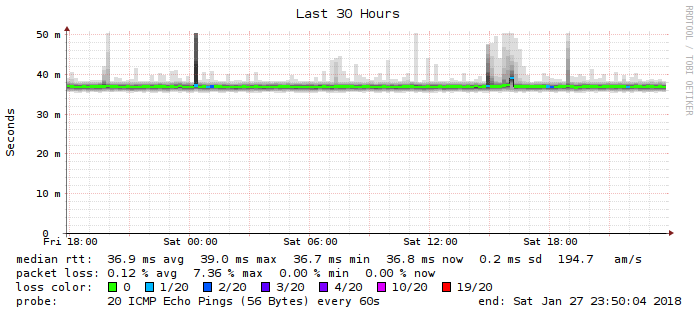 Last 30 Hours
RRDTOOL / TOBI OETIKER
Seconds
50 m
40 m
30 m
20 m
10 m
0
Fri 18:00 Sat 00:00 Sat 06:00 Sat 12:00 Sat 18:00
median rtt: 36.9 ms avg 39.0 ms max 36.7 ms min 36.8 ms now 0.2 ms sd 194.7 am/s
packet loss: 0.12 % avg 7.36 % max 0.00 % min 0.00 % now
loss color: 0 1/20 2/20 3/20 4/20 10/20 19/20
probe: 20 ICMP Echo Pings (56 Bytes) every 60s end: Sat Jan 27 23:50:04 2018